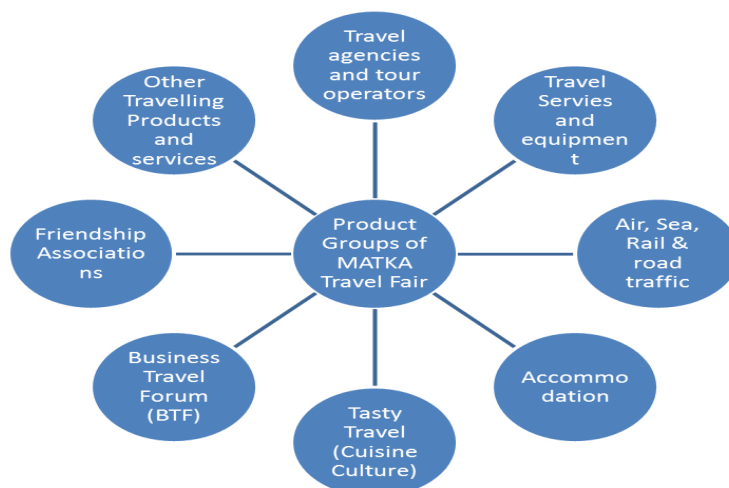 Travel
agencies
and tour
operators
Travel
Servies
and
equipmen
t
Air, Sea,
Rail &
road
traffic
Accommo
dation
Tasty
Travel
(Cuisine
Culture)
Business
Travel
Forum
(BTF)
Friendship
Associatio
ns
Other
Travelling
Products
and
services
Product
Groups of
MATKA
Travel Fair